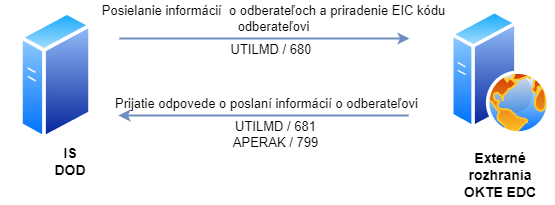 Posielanie informácií o odberateľoch a priradenie EIC kódu
odberateľovi
UTILMD / 680
Prijatie odpovede o poslaní informácií o odberateľovi
UTILMD / 681
APERAK / 799
IS
DOD
Externé
rozhrania
OKTE EDC